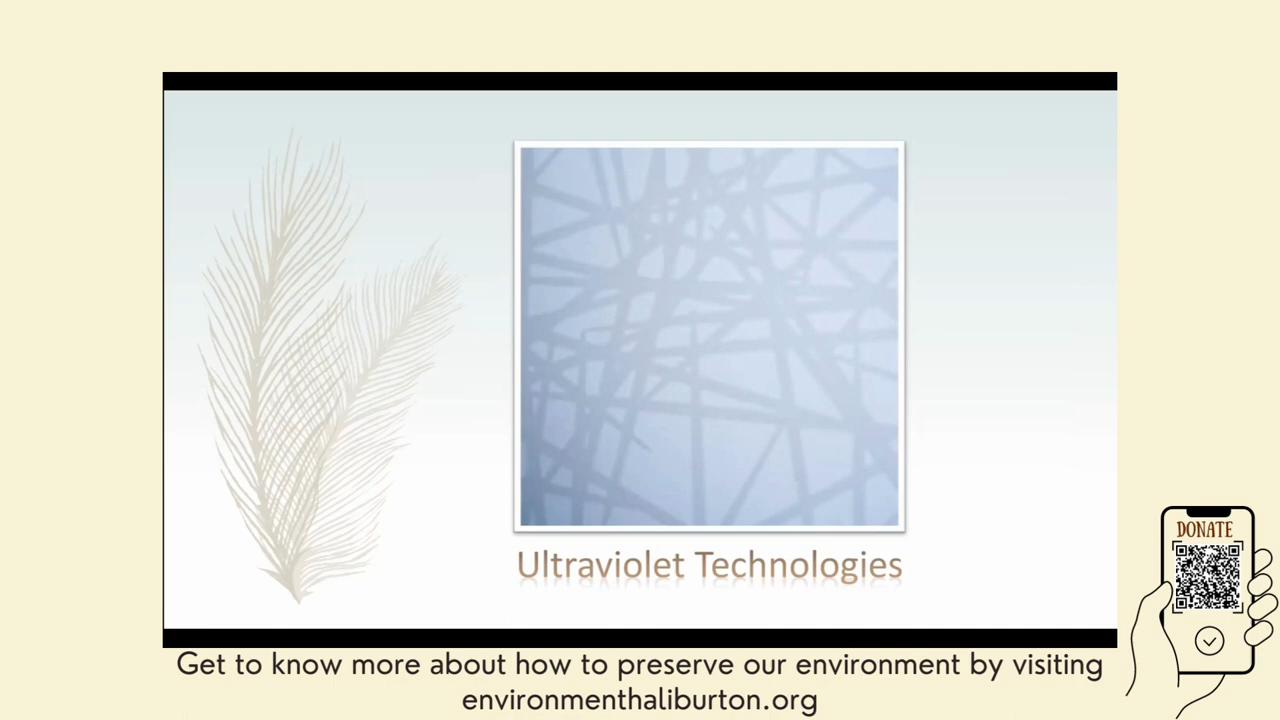 Ultraviolet Technologies
DONATE
Get to know more about how to preserve our environment by visiting
environmenthaliburton.org